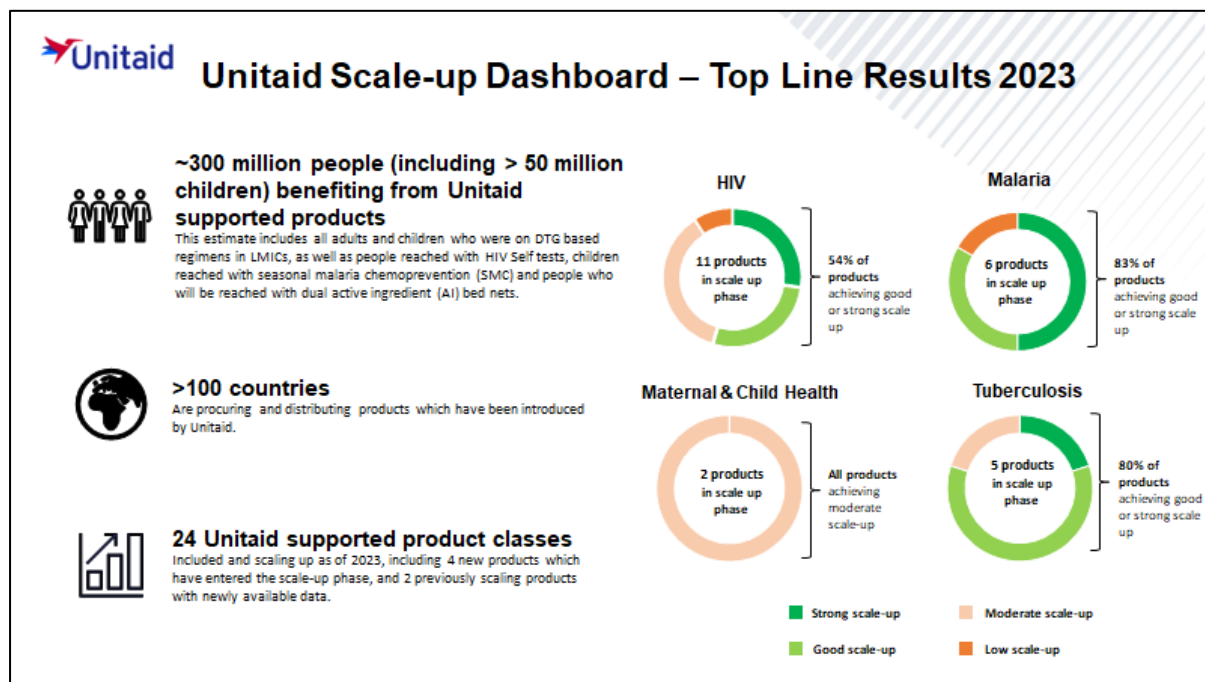 Unitaid
Unitaid Scale-up Dashboard – Top Line Results 2023
~300 million people (including > 50 million
children) benefiting from Unitaid
supported products
This estimate includes all adults and children who were on DTG based
regimens in LMICs, as well as people reached with HIV Self tests, children
reached with seasonal malaria chemoprevention (SMC) and people who
will be reached with dual active ingredient (AI) bed nets.
>100 countries
Are procuring and distributing products which have been introduced
by Unitaid.
24 Unitaid supported product classes
Included and scaling up as of 2023, including 4 new products which
have entered the scale-up phase, and 2 previously scaling products
with newly available data.
HIV
11 products
in scale up
phase
54% of
products
achieving good
or strong scale
up
Malaria
6 products
in scale up
phase
83% of
products
achieving good
or strong scale
up
Maternal & Child Health
2 products
in scale up
phase
All products
achieving
moderate
scale-up
Tuberculosis
5 products
in scale up
phase
80% of
products
achieving good
or strong scale
up
Strong scale-up
Moderate scale-up
Good scale-up
Low scale-up